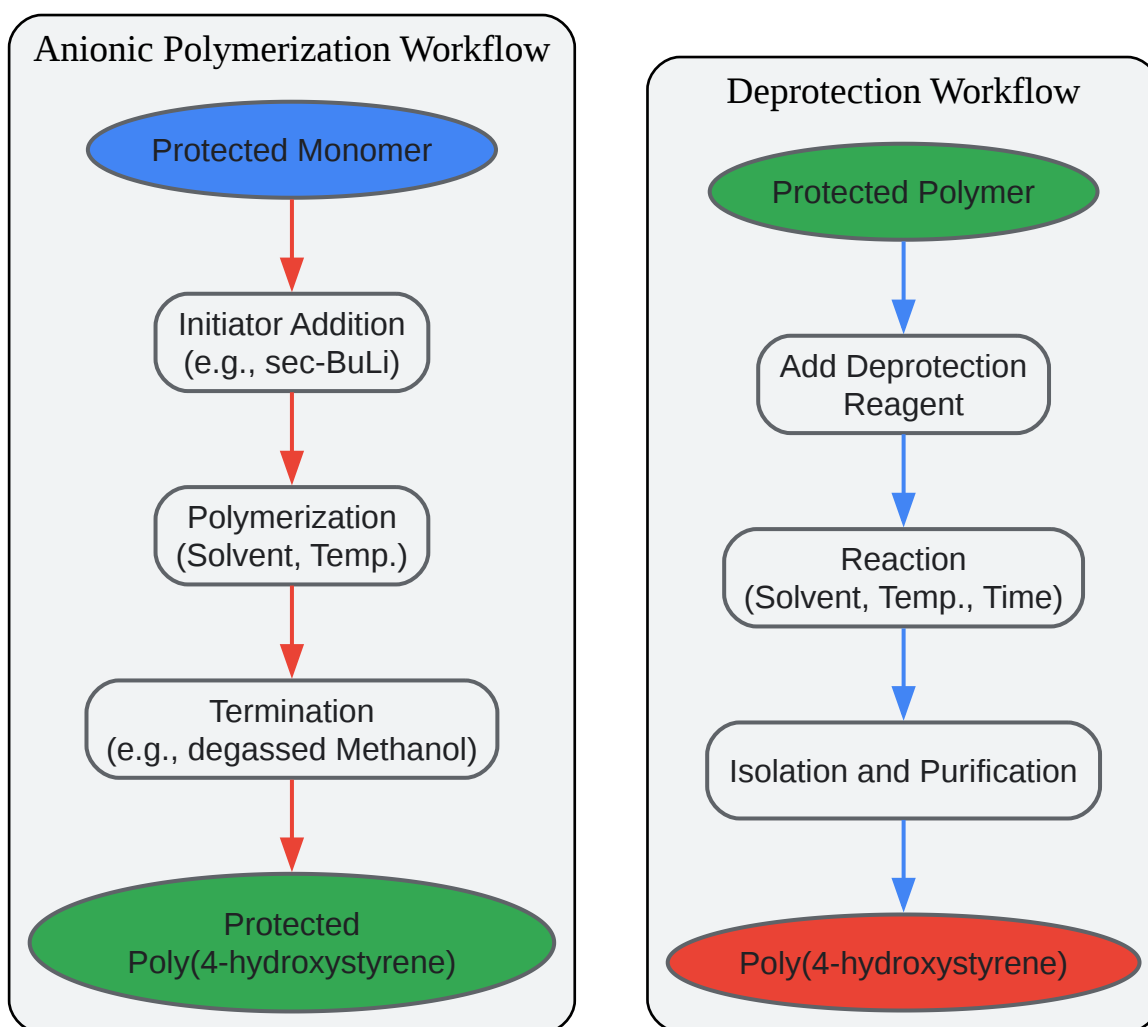 Anionic Polymerization Workflow
Protected Monomer
Initiator Addition
(e.g., sec-BuLi)
Polymerization
(Solvent, Temp.)
Termination
(e.g., degassed Methanol)
Protected
Poly(4-hydroxystyrene)
Deprotection Workflow
Protected Polymer
Add Deprotection
Reagent
Reaction
(Solvent, Temp., Time)
Isolation and Purification
Poly(4-hydroxystyrene)